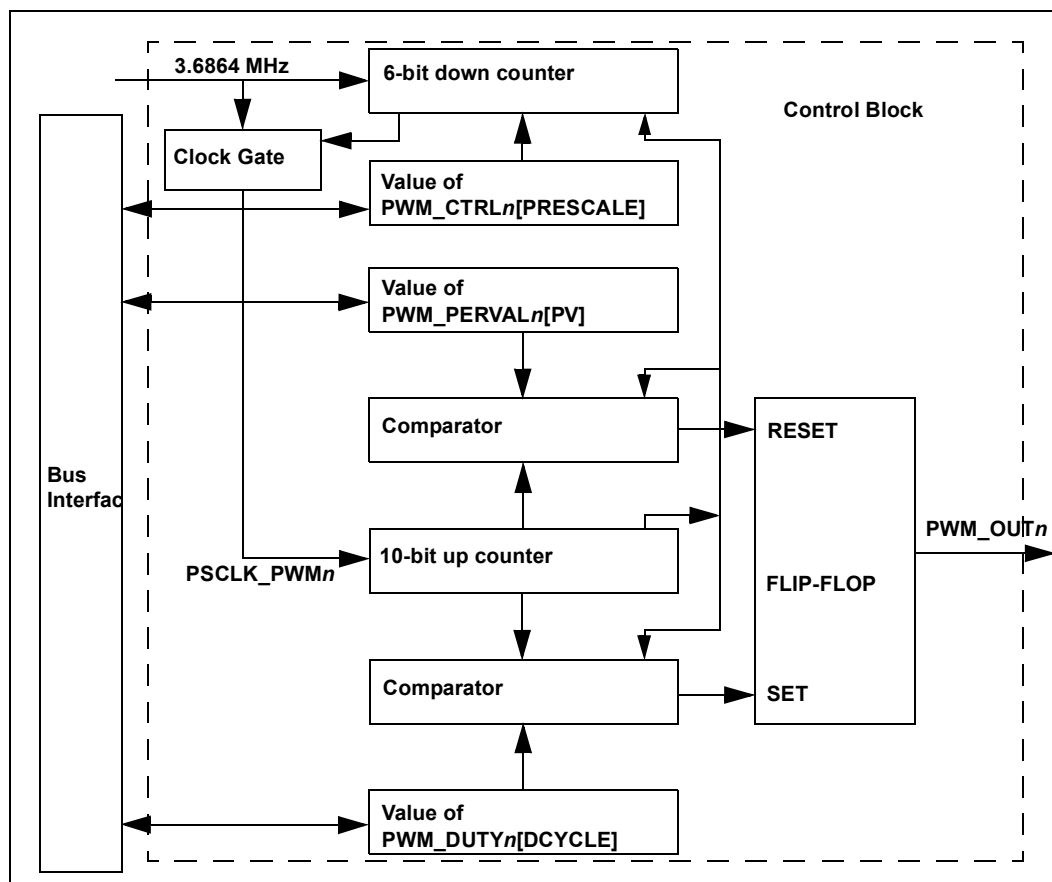 3.6864 MHz
6-bit down counter
Control Block
Clock Gate
Value of
PWM_CTRLn[PRESCALE]
Value of
PWM_PERVALn[PV]
Comparator
RESET
Bus
Interfac
PWM_OUTn
10-bit up counter
PSCLK_PWMn
FLIP-FLOP
Comparator
SET
Value of
PWM_DUTYn[DCYCLE]